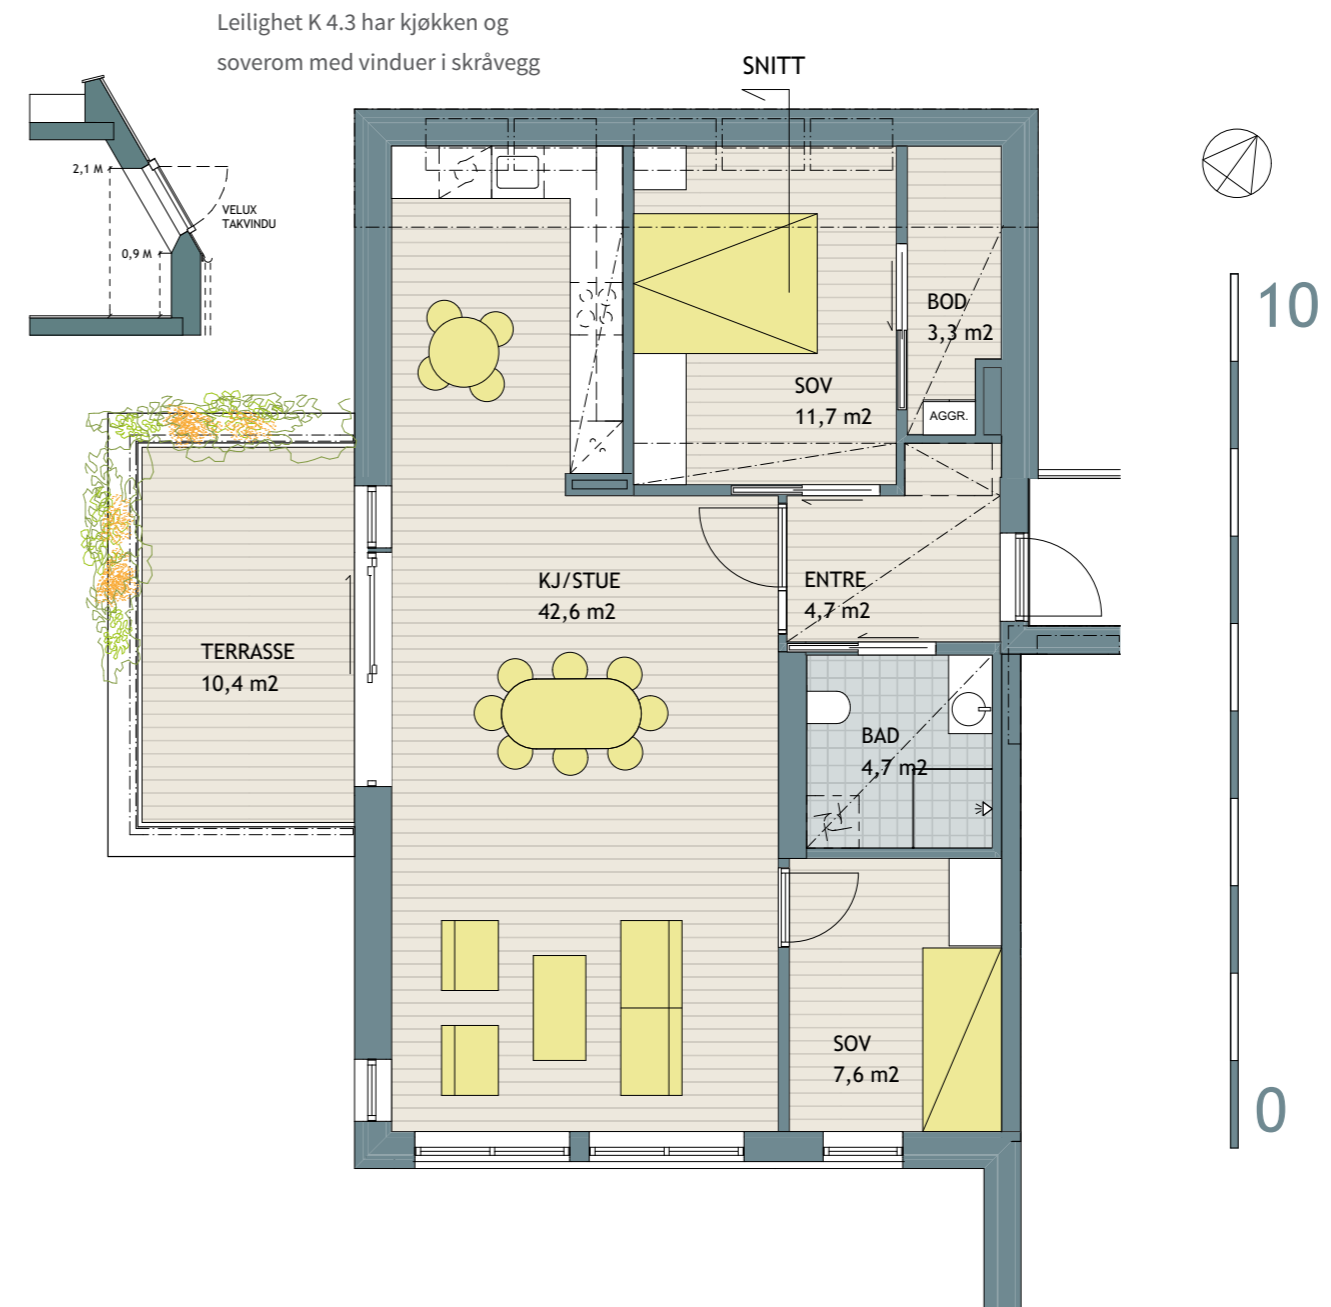 Leilighet K 4.3 har kjøkken og
soverom med vinduer i skråvegg
SNITT
2,1 M
VELUX
TAKVINDU
0,9 M
10
BOD
3,3 m2
SOV
11,7 m2
AGGR.
KJ/STUE
42,6 m2
ENTRE
4,7 m2
TERRASSE
10,4 m2
BAD
4,7 m2
SOV
7,6 m2
0